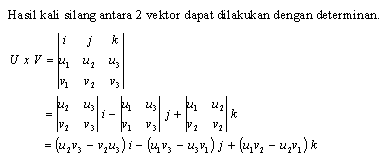 Hasil kali silang antara 2 vektor dapat dilakukan dengan determinan.
U x V = | i j k |
| u₁ u₂ u₃ |
| v₁ v₂ v₃ |
= | u₂ u₃ | i − | u₁ u₃ | j + | u₁ u₂ | k
| v₂ v₃ | | v₂ v₃ | | v₁ v₂ |
= (u₂v₃ − v₂u₃) i − (u₁v₃ − u₃v₁) j + (u₁v₂ − u₂v₁) k